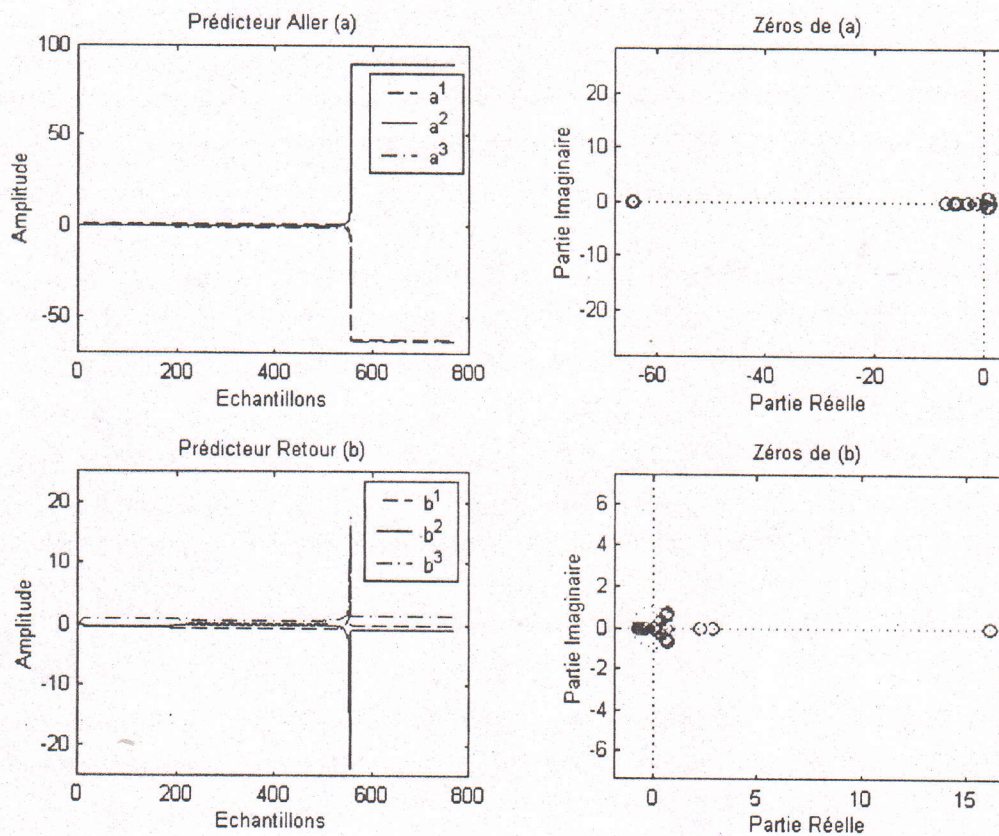 Prédicteur Aller (a)
100
50
0
-50
Amplitude
a1
a2
a3
0 200 400 600 800
Echantillons
Zéros de (a)
20
10
0
-10
-20
Partie Imaginaire
-60 -40 -20 0
Partie Réelle
Prédicteur Retour (b)
20
10
0
-10
-20
Amplitude
b1
b2
b3
0 200 400 600 800
Echantillons
Zéros de (b)
6
4
2
0
-2
-4
-6
Partie Imaginaire
0 5 10 15
Partie Réelle